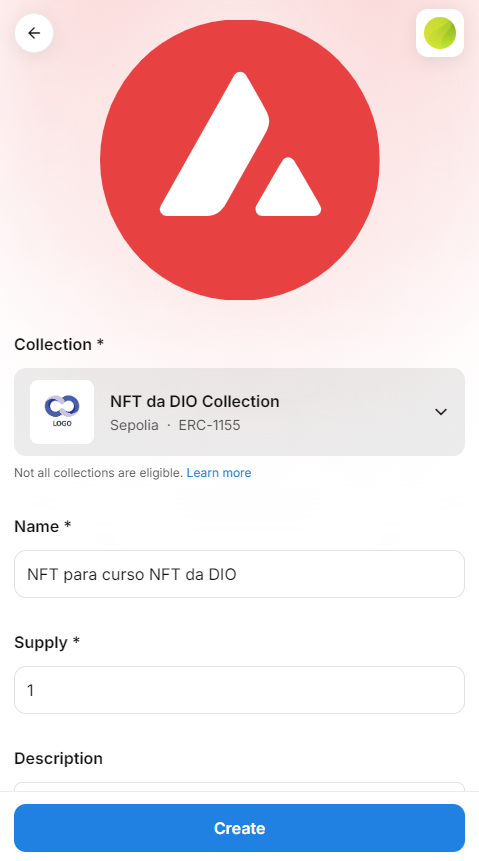 Collection *
LOGO
NFT da DIO Collection
Sepolia · ERC-1155
Not all collections are eligible. Learn more
Name *
NFT para curso NFT da DIO
Supply *
1
Description
Create